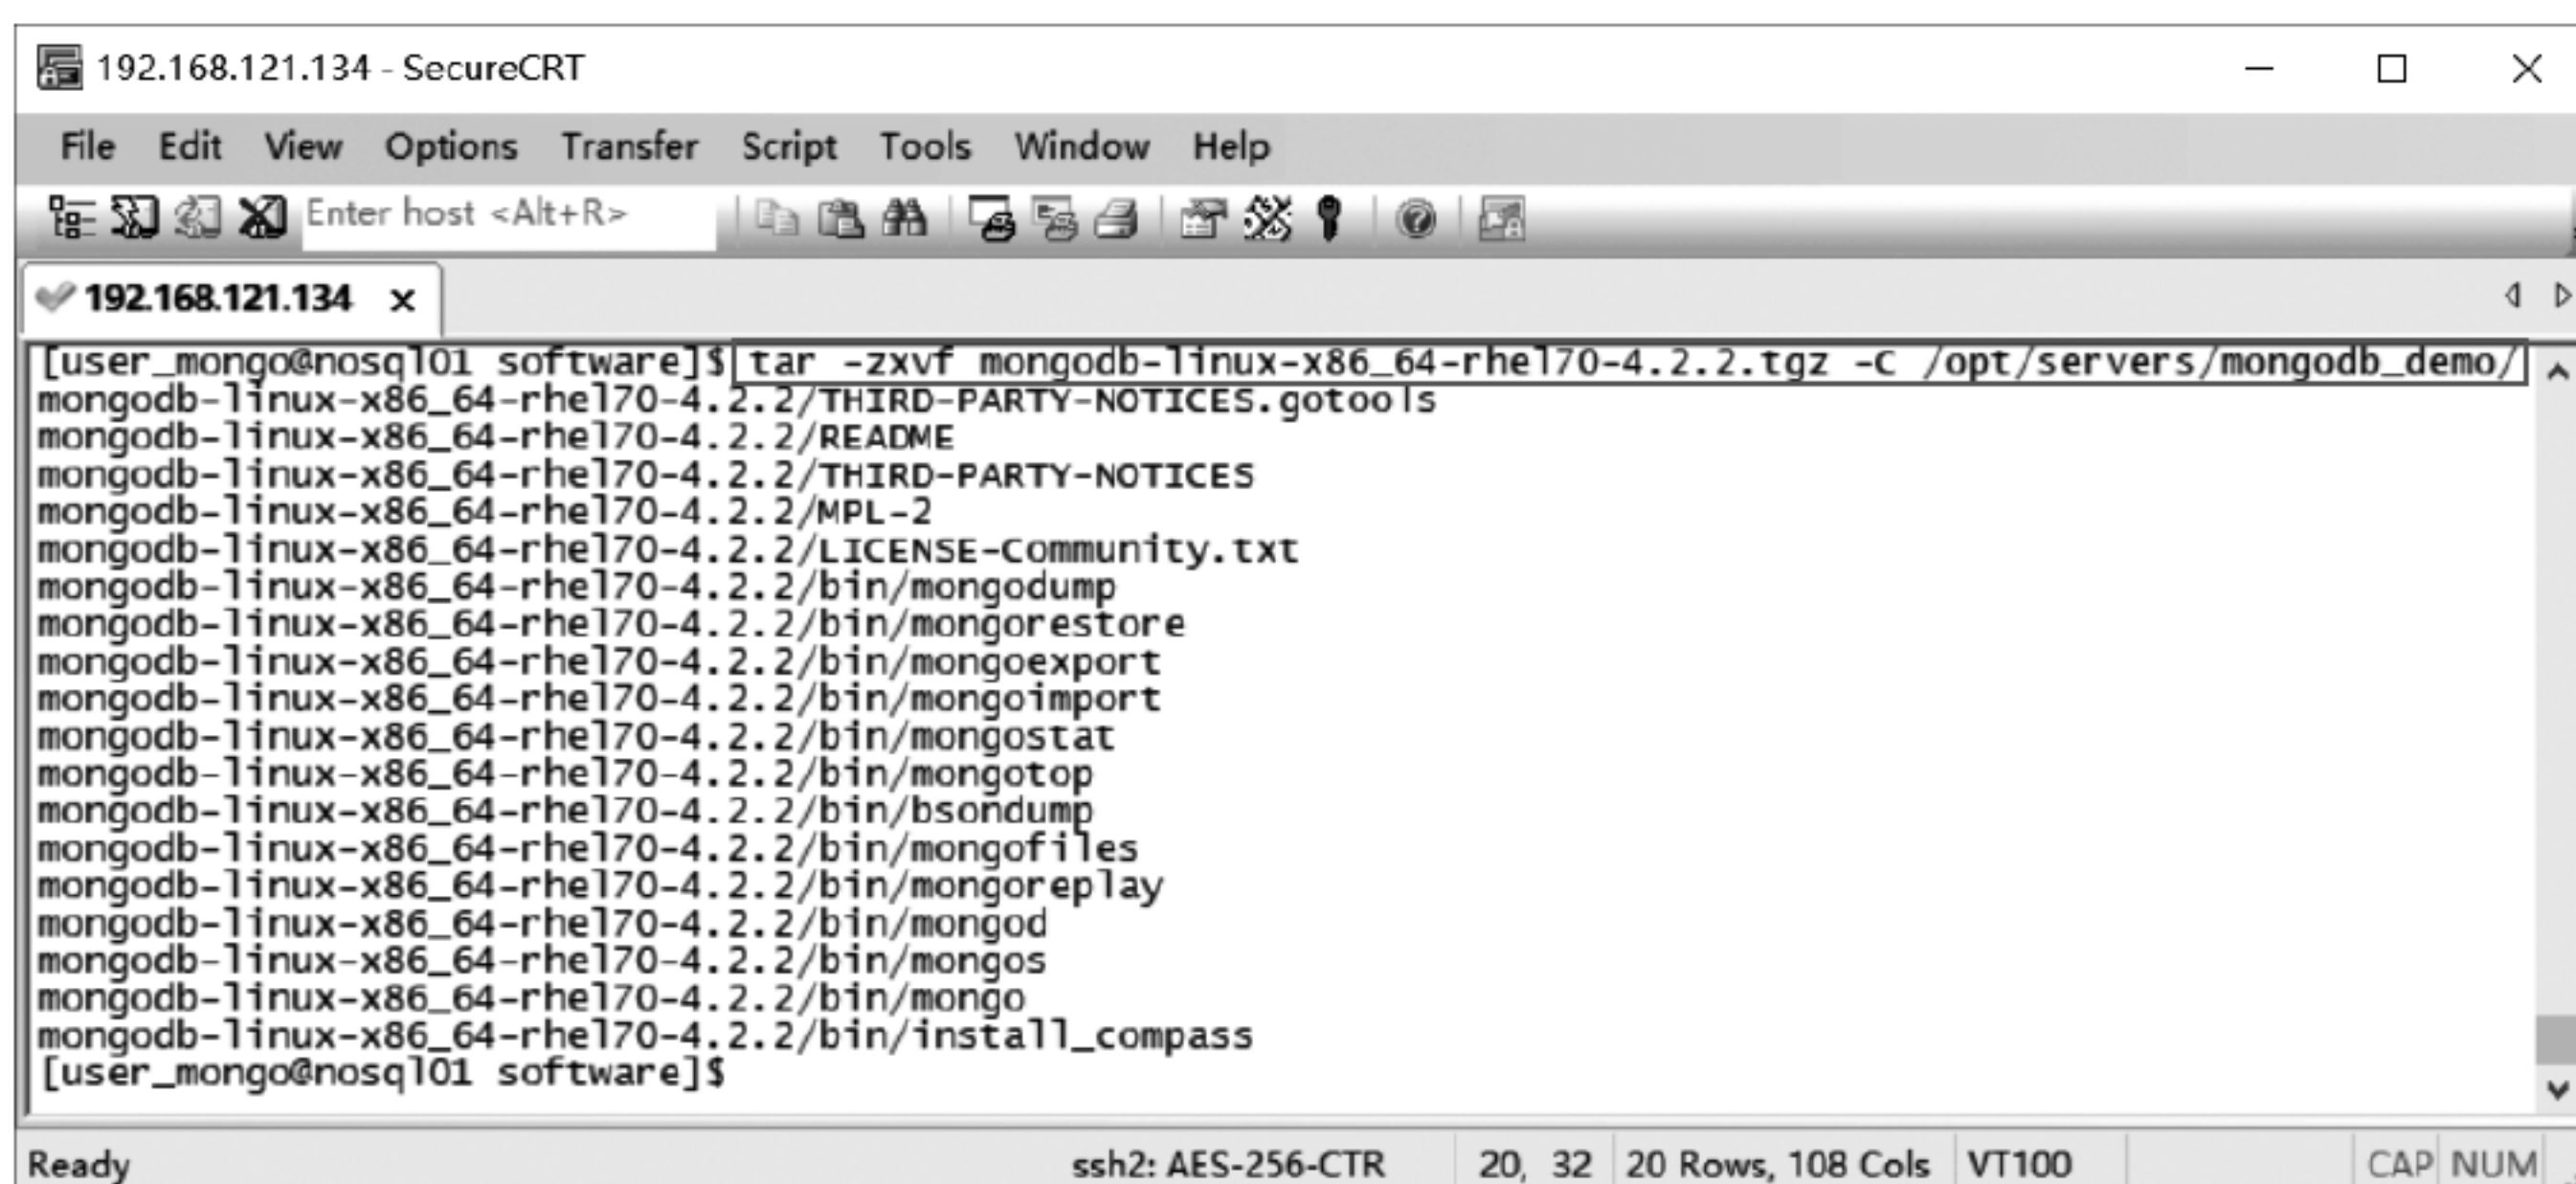 192.168.121.134 - SecureCRT
File Edit View Options Transfer Script Tools Window Help
Enter host <Alt+R>
192.168.121.134 x
[user_mongo@nosql01 software]$ tar -zxvf mongodb-linux-x86_64-rhel70-4.2.2.tgz -C /opt/servers/mongodb_demo/
mongodb-linux-x86_64-rhel70-4.2.2/THIRD-PARTY-NOTICES.gotools
mongodb-linux-x86_64-rhel70-4.2.2/README
mongodb-linux-x86_64-rhel70-4.2.2/THIRD-PARTY-NOTICES
mongodb-linux-x86_64-rhel70-4.2.2/MPL-2
mongodb-linux-x86_64-rhel70-4.2.2/LICENSE-Community.txt
mongodb-linux-x86_64-rhel70-4.2.2/bin/mongodump
mongodb-linux-x86_64-rhel70-4.2.2/bin/mongorestore
mongodb-linux-x86_64-rhel70-4.2.2/bin/mongoexport
mongodb-linux-x86_64-rhel70-4.2.2/bin/mongoimport
mongodb-linux-x86_64-rhel70-4.2.2/bin/mongostat
mongodb-linux-x86_64-rhel70-4.2.2/bin/mongotop
mongodb-linux-x86_64-rhel70-4.2.2/bin/bsondump
mongodb-linux-x86_64-rhel70-4.2.2/bin/mongofiles
mongodb-linux-x86_64-rhel70-4.2.2/bin/mongoreplay
mongodb-linux-x86_64-rhel70-4.2.2/bin/mongod
mongodb-linux-x86_64-rhel70-4.2.2/bin/mongos
mongodb-linux-x86_64-rhel70-4.2.2/bin/mongo
mongodb-linux-x86_64-rhel70-4.2.2/bin/install_compass
[user_mongo@nosql01 software]$
Ready ssh2: AES-256-CTR 20, 32 20 Rows, 108 Cols VT100 CAP NUM